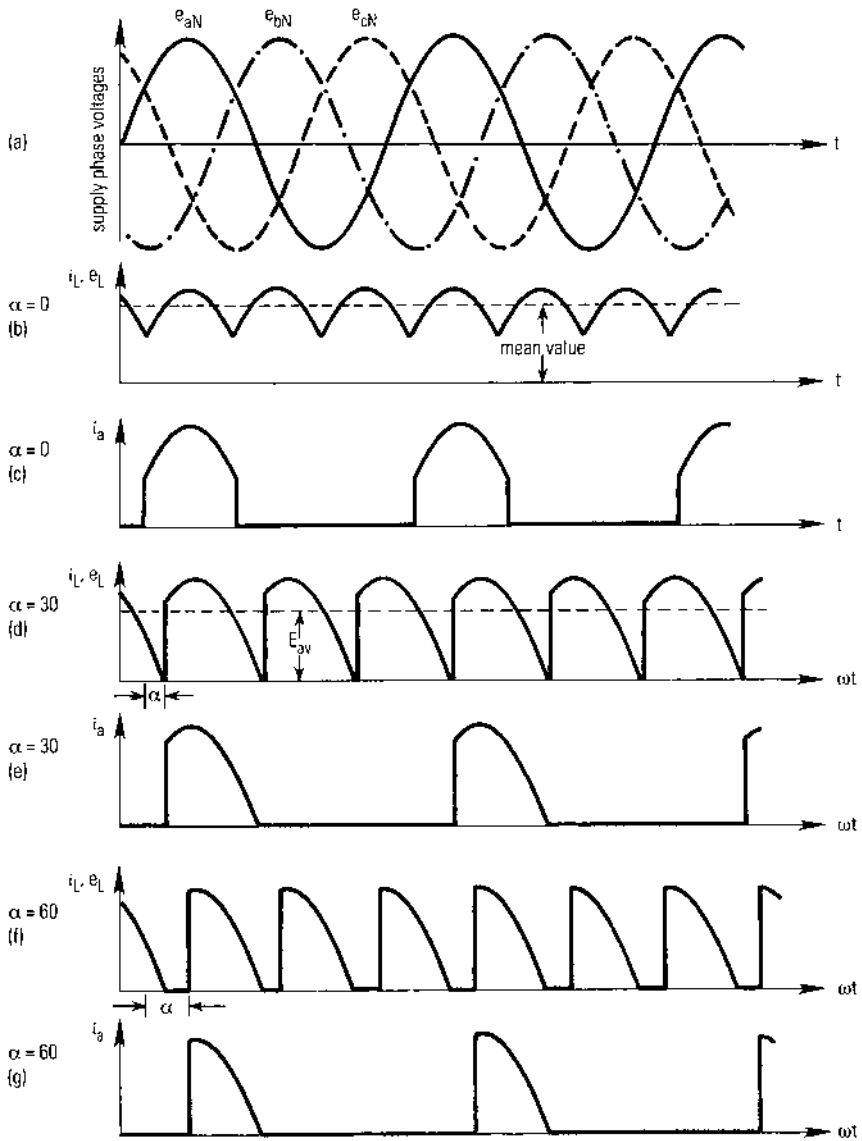 e_aN e_bN e_cN
supply phase voltages
(a)
t
i_L, e_L
α = 0
(b)
mean value
t
i_a
α = 0
(c)
t
i_L, e_L
α = 30
(d)
E_av
α
ωt
i_a
α = 30
(e)
ωt
i_L, e_L
α = 60
(f)
α
ωt
i_a
α = 60
(g)
ωt